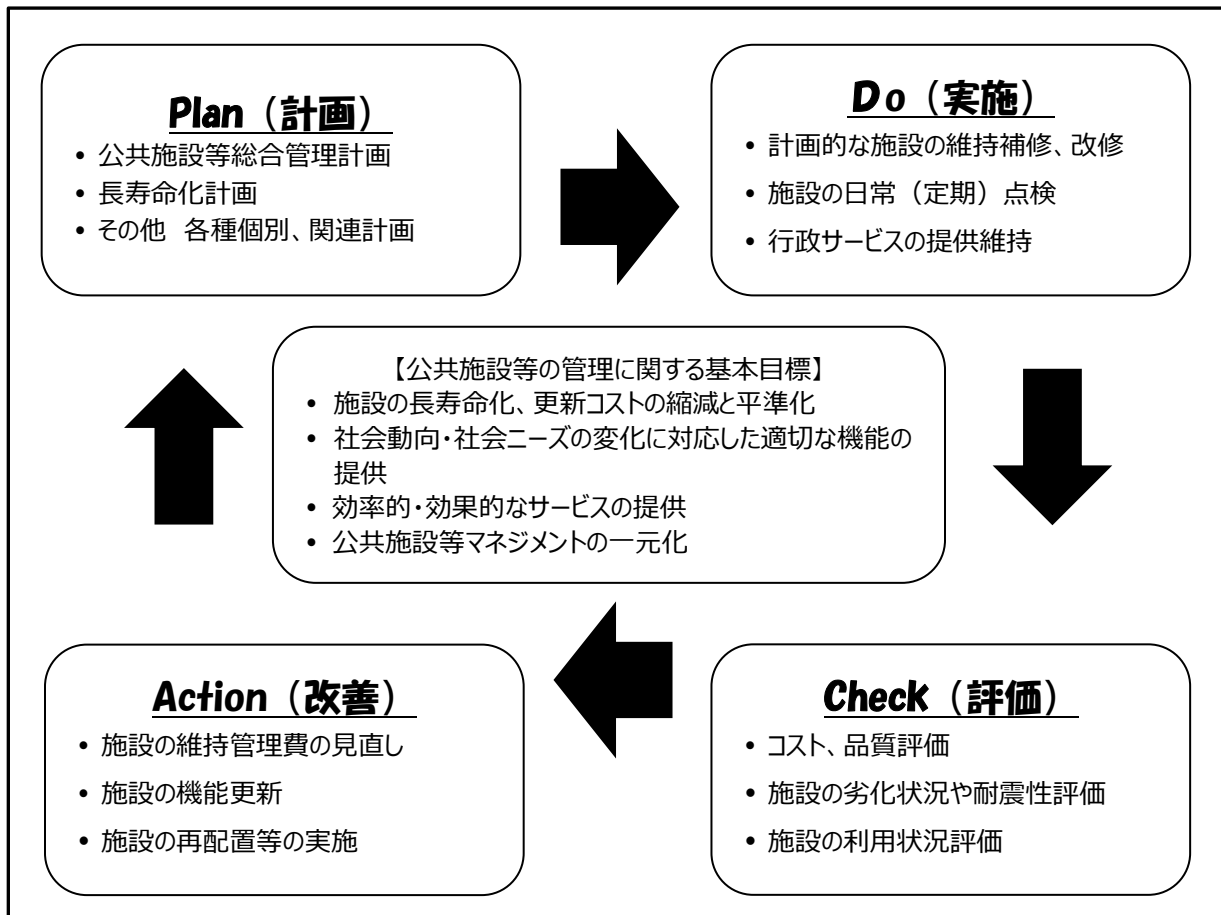 Plan（計画）
• 公共施設等総合管理計画
• 長寿命化計画
• その他　各種個別、関連計画
Do（実施）
• 計画的な施設の維持補修、改修
• 施設の日常（定期）点検
• 行政サービスの提供維持
【公共施設等の管理に関する基本目標】
• 施設の長寿命化、更新コストの縮減と平準化
• 社会動向・社会ニーズの変化に対応した適切な機能の
提供
• 効率的・効果的なサービスの提供
• 公共施設等マネジメントの一元化
Action（改善）
• 施設の維持管理費の見直し
• 施設の機能更新
• 施設の再配置等の実施
Check（評価）
• コスト、品質評価
• 施設の劣化状況や耐震性評価
• 施設の利用状況評価